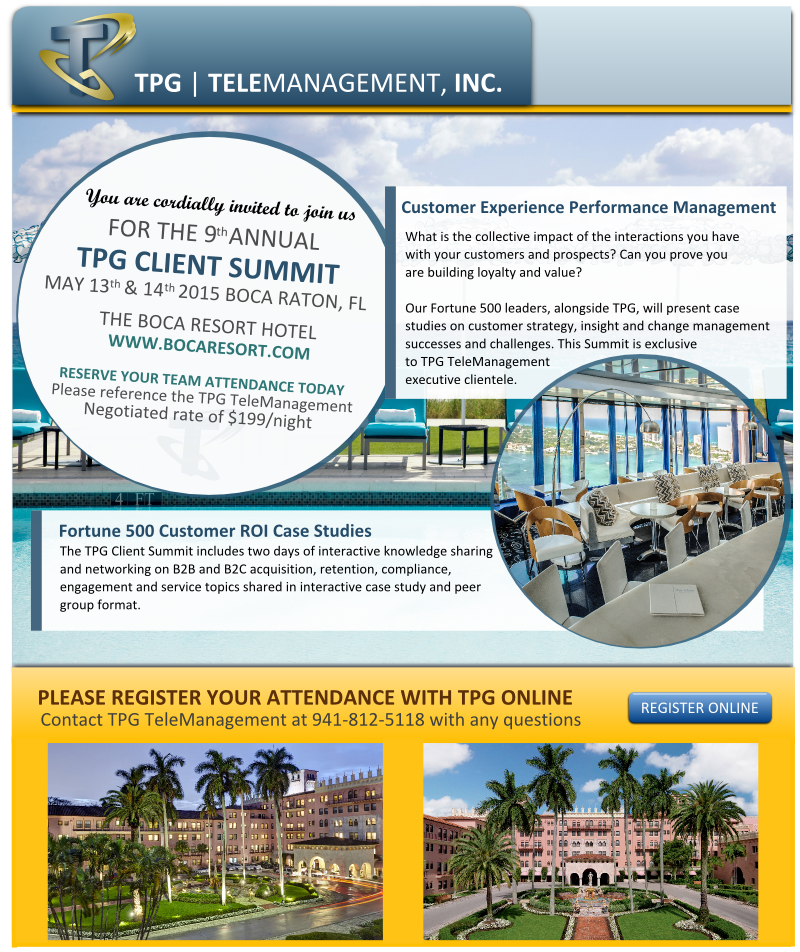 TPG | TELEMANAGEMENT, INC.
You are cordially invited to join us
FOR THE 9th ANNUAL
TPG CLIENT SUMMIT
MAY 13th & 14th 2015 BOCA RATON, FL
THE BOCA RESORT HOTEL
WWW.BOCARESORT.COM
RESERVE YOUR TEAM ATTENDANCE TODAY
Please reference the TPG TeleManagement
Negotiated rate of $199/night
Customer Experience Performance Management
What is the collective impact of the interactions you have
with your customers and prospects? Can you prove you
are building loyalty and value?
Our Fortune 500 leaders, alongside TPG, will present case
studies on customer strategy, insight and change management
successes and challenges. This Summit is exclusive
to TPG TeleManagement
executive clientele.
4 FT
Fortune 500 Customer ROI Case Studies
The TPG Client Summit includes two days of interactive knowledge sharing
and networking on B2B and B2C acquisition, retention, compliance,
engagement and service topics shared in interactive case study and peer
group format.
PLEASE REGISTER YOUR ATTENDANCE WITH TPG ONLINE
Contact TPG TeleManagement at 941-812-5118 with any questions
REGISTER ONLINE